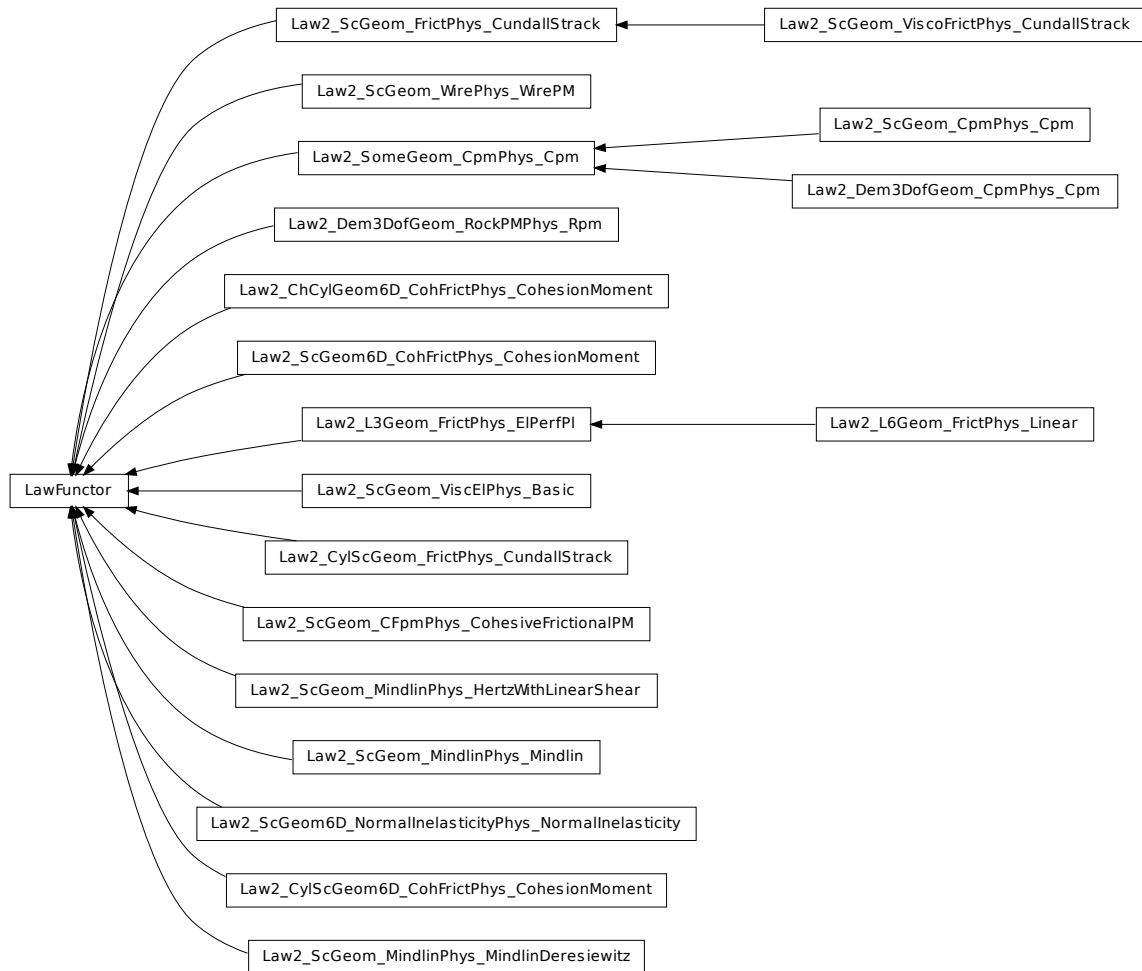 Law2_ScGeom_FrictPhys_CundallStrack
Law2_ScGeom_ViscoFrictPhys_CundallStrack
Law2_ScGeom_WirePhys_WirePM
Law2_ScGeom_CpmPhys_Cpm
Law2_SomeGeom_CpmPhys_Cpm
Law2_Dem3DofGeom_CpmPhys_Cpm
Law2_Dem3DofGeom_RockPMPhys_Rpm
Law2_ChCylGeom6D_CohFrictPhys_CohesionMoment
Law2_ScGeom6D_CohFrictPhys_CohesionMoment
Law2_L3Geom_FrictPhys_ElPerfPl
Law2_L6Geom_FrictPhys_Linear
LawFunctor
Law2_ScGeom_ViscElPhys_Basic
Law2_CylScGeom_FrictPhys_CundallStrack
Law2_ScGeom_CFpmPhys_CohesiveFrictionalPM
Law2_ScGeom_MindlinPhys_HertzWithLinearShear
Law2_ScGeom_MindlinPhys_Mindlin
Law2_ScGeom6D_NormalInelasticityPhys_NormalInelasticity
Law2_CylScGeom6D_CohFrictPhys_CohesionMoment
Law2_ScGeom_MindlinPhys_MindlinDeresiewitz